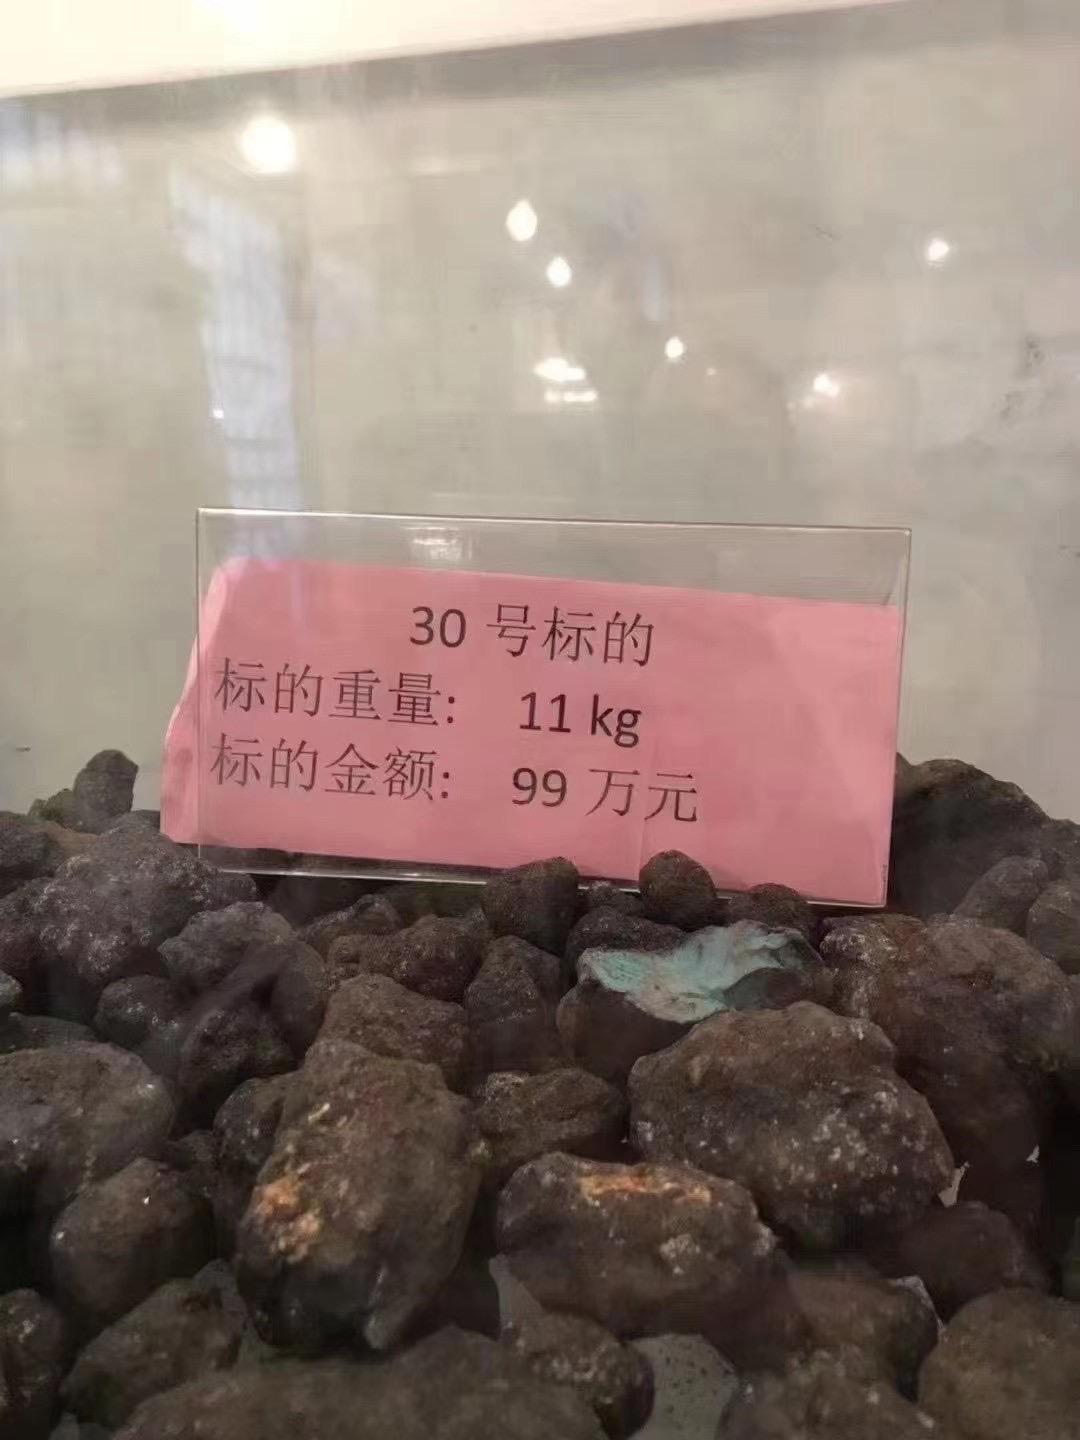 30 号标的
标的重量: 11 kg
标的金额: 99 万元